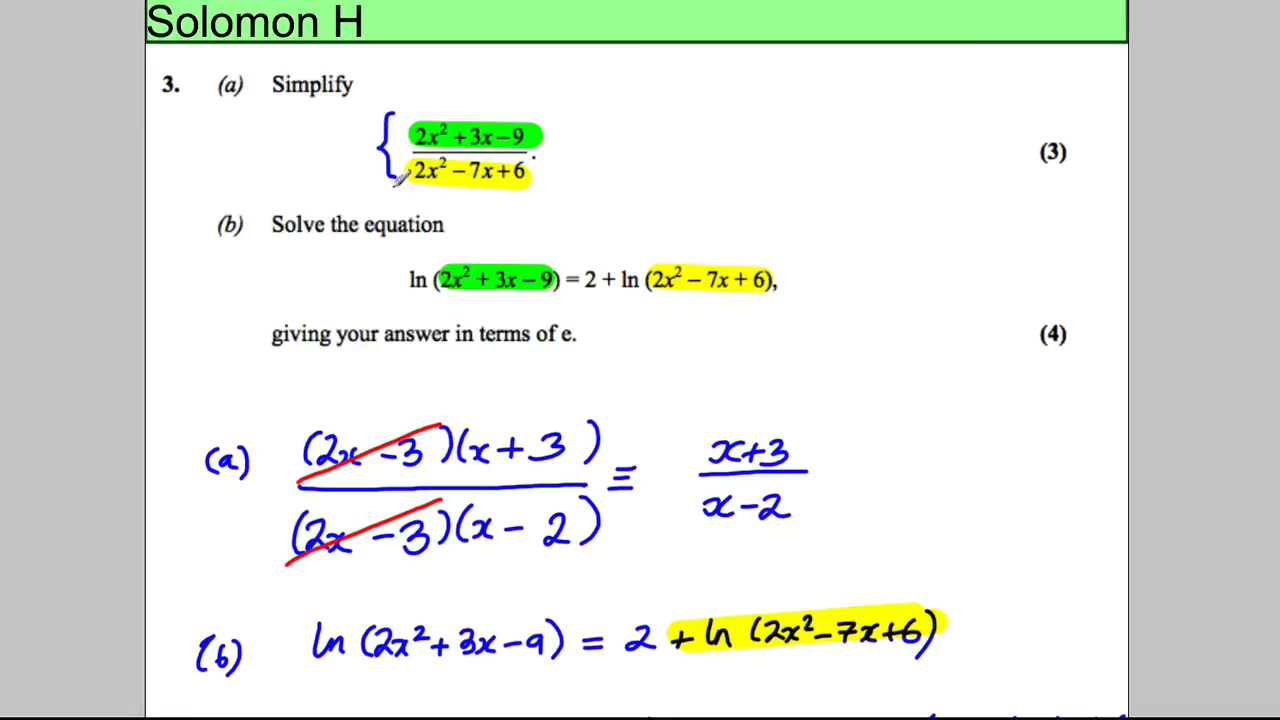 Solomon H
3. (a) Simplify
2x² + 3x – 9
2x² – 7x + 6 .
(3)
(b) Solve the equation
ln (2x² + 3x – 9) = 2 + ln (2x² – 7x + 6),
giving your answer in terms of e. (4)
(a) (2x – 3)(x + 3) ≡ x + 3
(2x – 3)(x – 2) x – 2
(b) ln (2x² + 3x – 9) = 2 + ln (2x² – 7x + 6)